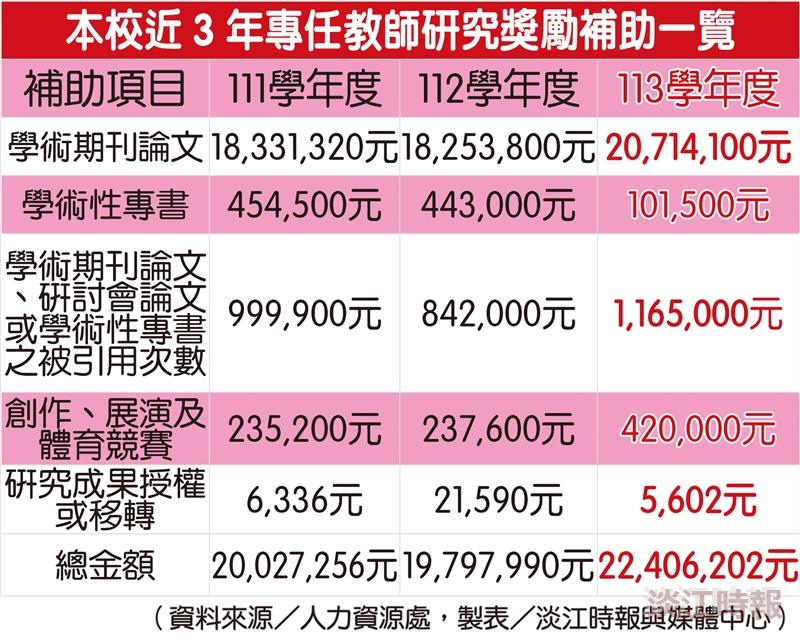 本校近3年專任教師研究獎勵補助一覽
補助項目 111學年度 112學年度 113學年度
學術期刊論文 18,331,320元 18,253,800元 20,714,100元
學術性專書 454,500元 443,000元 101,500元
學術期刊論文
、研討會論文
或學術性專書
之被引用次數
999,900元 842,000元 1,165,000元
創作、展演及
體育競賽
235,200元 237,600元 420,000元
研究成果授權
或移轉
6,336元 21,590元 5,602元
總金額 20,027,256元 19,797,990元 22,406,202元
淡江時報
（資料來源／人力資源處，製表／淡江時報與媒體中心）